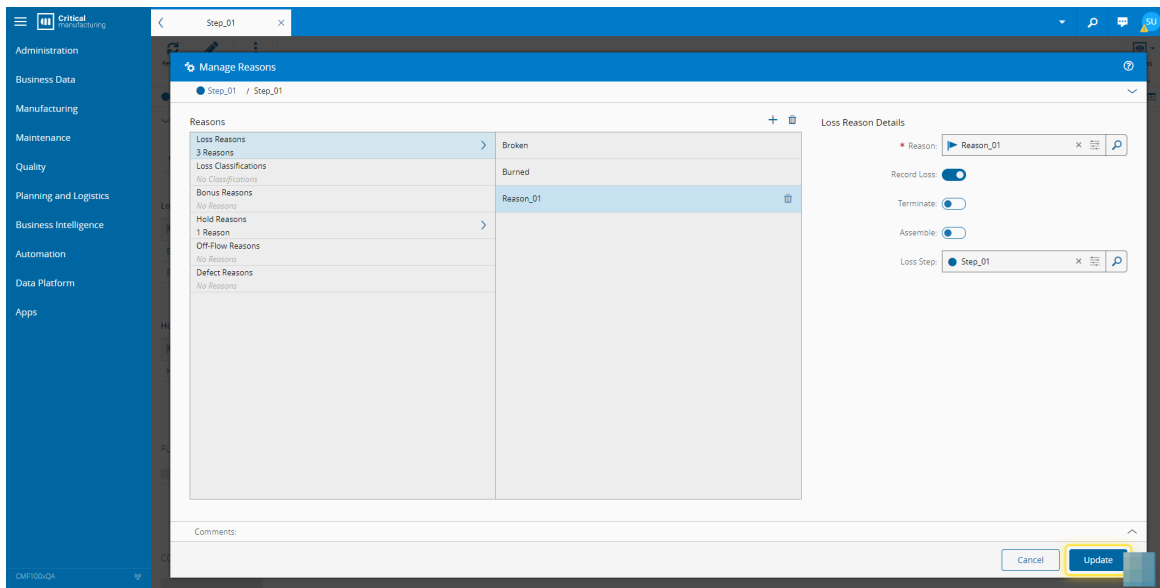 Critical
manufacturing
Step_01
SU
Administration
Business Data
Manufacturing
Maintenance
Quality
Planning and Logistics
Business Intelligence
Automation
Data Platform
Apps
CMF100xQA
Manage Reasons
Step_01 / Step_01
Reasons
Loss Reasons
3 Reasons
Loss Classifications
No Classifications
Bonus Reasons
No Reasons
Hold Reasons
1 Reason
Off-Flow Reasons
No Reasons
Defect Reasons
No Reasons
Broken
Burned
Reason_01
Loss Reason Details
* Reason: Reason_01
Record Loss:
Terminate:
Assemble:
Loss Step: Step_01
Comments:
Cancel
Update